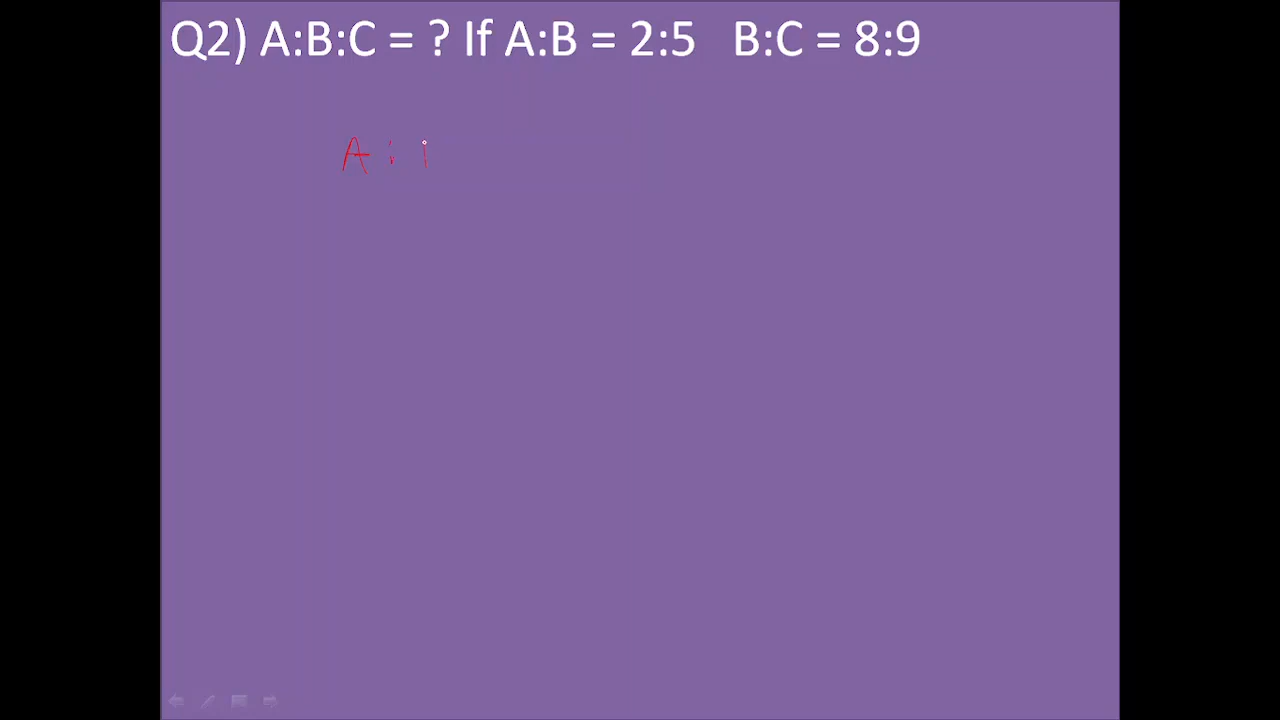 Q2) A:B:C = ? If A:B = 2:5 B:C = 8:9
A :